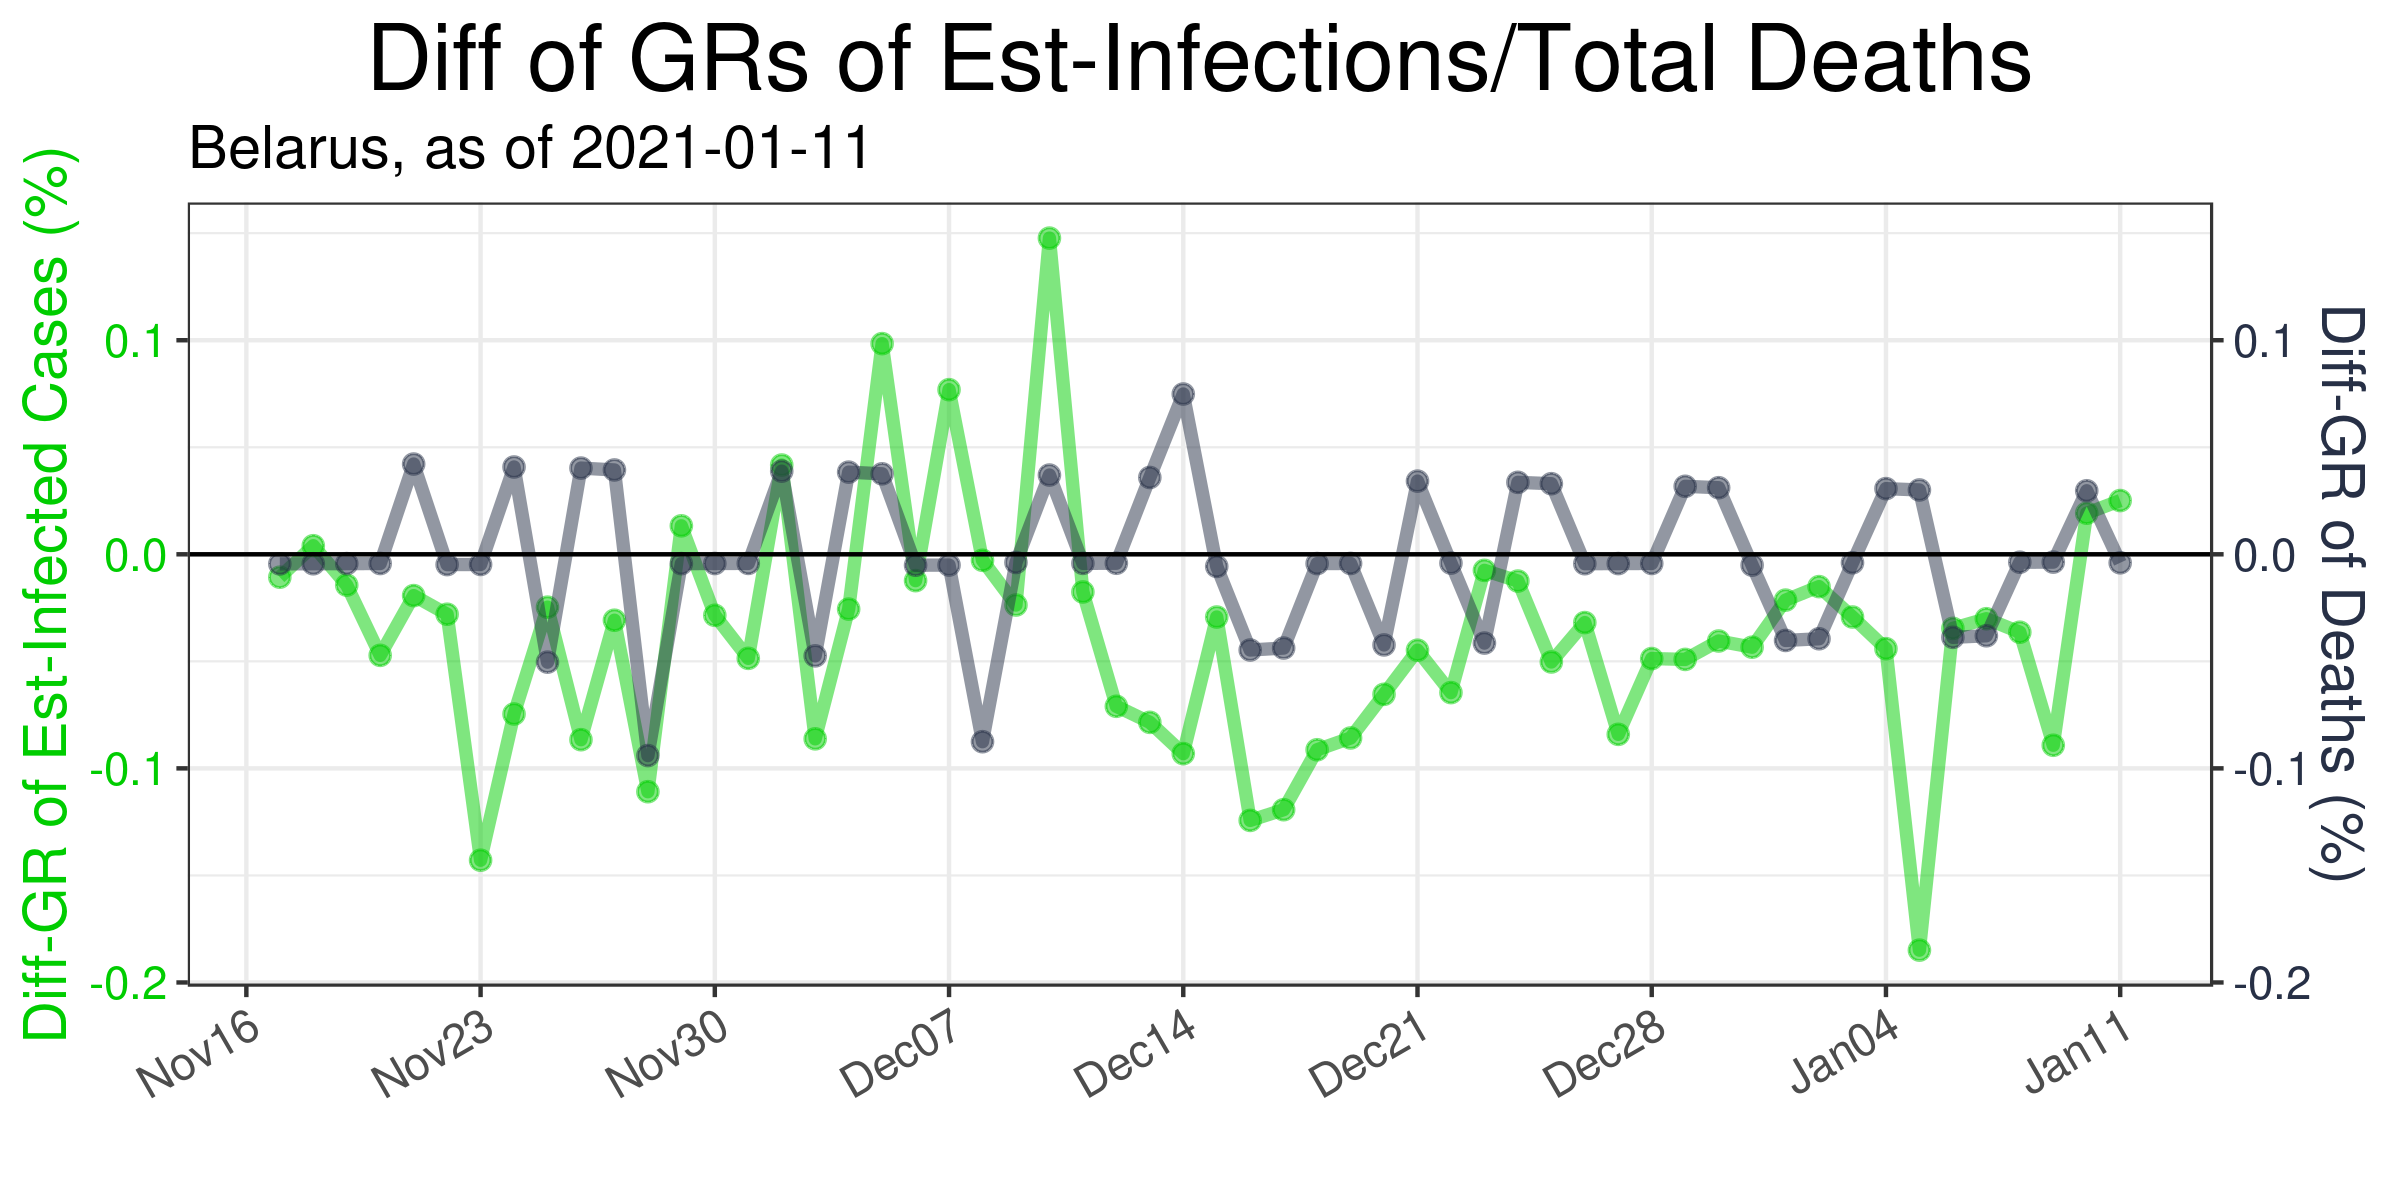 Diff of GRs of Est-Infections/Total Deaths
Belarus, as of 2021-01-11
Diff-GR of Est-Infected Cases (%)
0.1
0.0
-0.1
-0.2
0.1
0.0
-0.1
-0.2
Diff-GR of Deaths (%)
Nov16
Nov23
Nov30
Dec07
Dec14
Dec21
Dec28
Jan04
Jan11